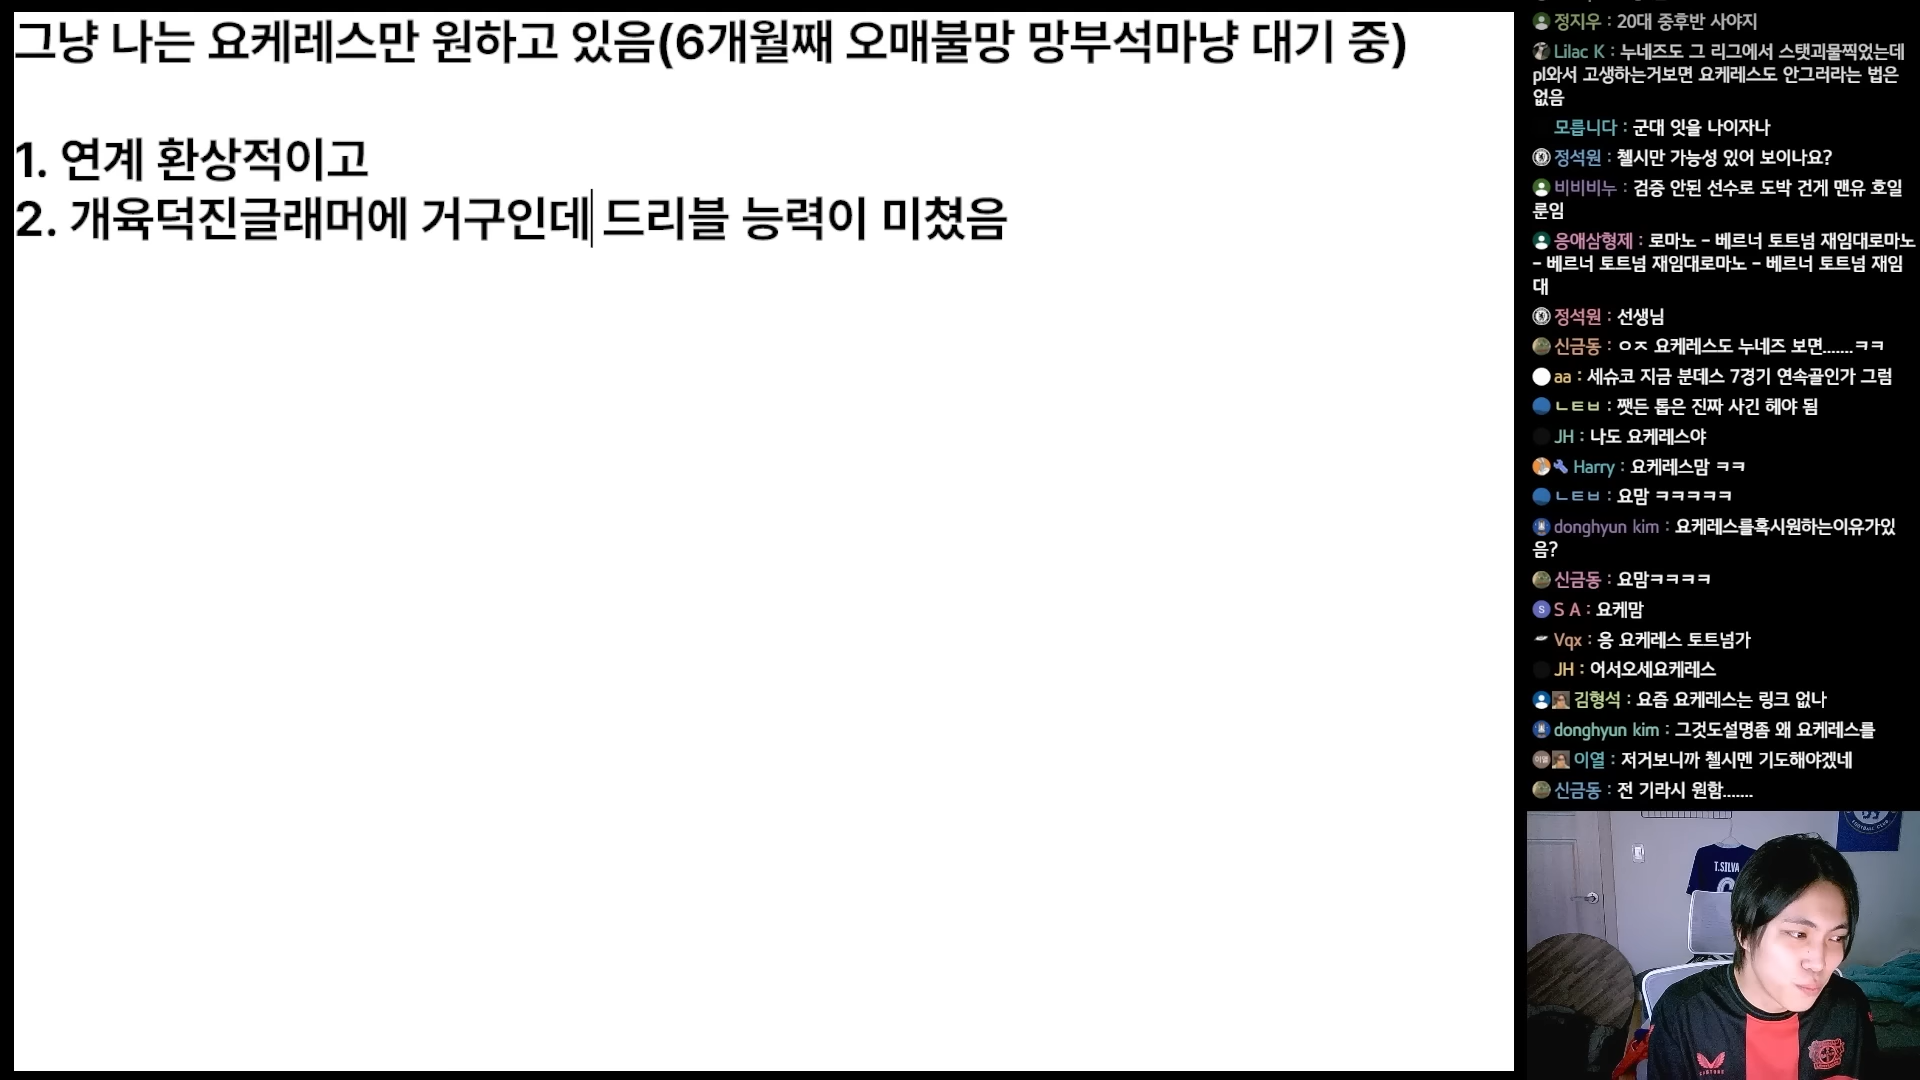 그냥 나는 요케레스만 원하고 있음(6개월째 오매불망 망부석마냥 대기 중)
1. 연계 환상적이고
2. 개육덕진글래머에 거구인데 드리블 능력이 미쳤음
정지우 : 20대 중후반 사야지
Lilac K : 누네즈도 그 리그에서 스탯괴물찍었는데
pl와서 고생하는거보면 요케레스도 안그러라는 법은
없음
모릅니다 : 군대 잇을 나이자나
정석원 : 첼시만 가능성 있어 보이나요?
비비비누 : 검증 안된 선수로 도박 건게 맨유 호일
룬임
응애삼형제 : 로마노 - 베르너 토트넘 재임대로마노
- 베르너 토트넘 재임대로마노 - 베르너 토트넘 재임
대
정석원 : 선생님
신금동 : ㅇㅈ 요케레스도 누네즈 보면.......ㅋㅋ
aa : 세슈코 지금 분데스 7경기 연속골인가 그럼
ㄴㅌㅂ : 쨋든 톱은 진짜 사긴 헤야 됨
JH : 나도 요케레스야
Harry : 요케레스맘 ㅋㅋ
ㄴㅌㅂ : 요맘 ㅋㅋㅋㅋㅋ
donghyun kim : 요케레스를혹시원하는이유가있
음?
신금동 : 요맘ㅋㅋㅋㅋ
S S A : 요케맘
Vqx : 응 요케레스 토트넘가
JH : 어서오세요케레스
김형석 : 요즘 요케레스는 링크 없나
donghyun kim : 그것도설명좀 왜 요케레스를
이열 이열 : 저거보니까 첼시멘 기도해야겠네
신금동 : 전 기라시 원함.......
T.SILVA